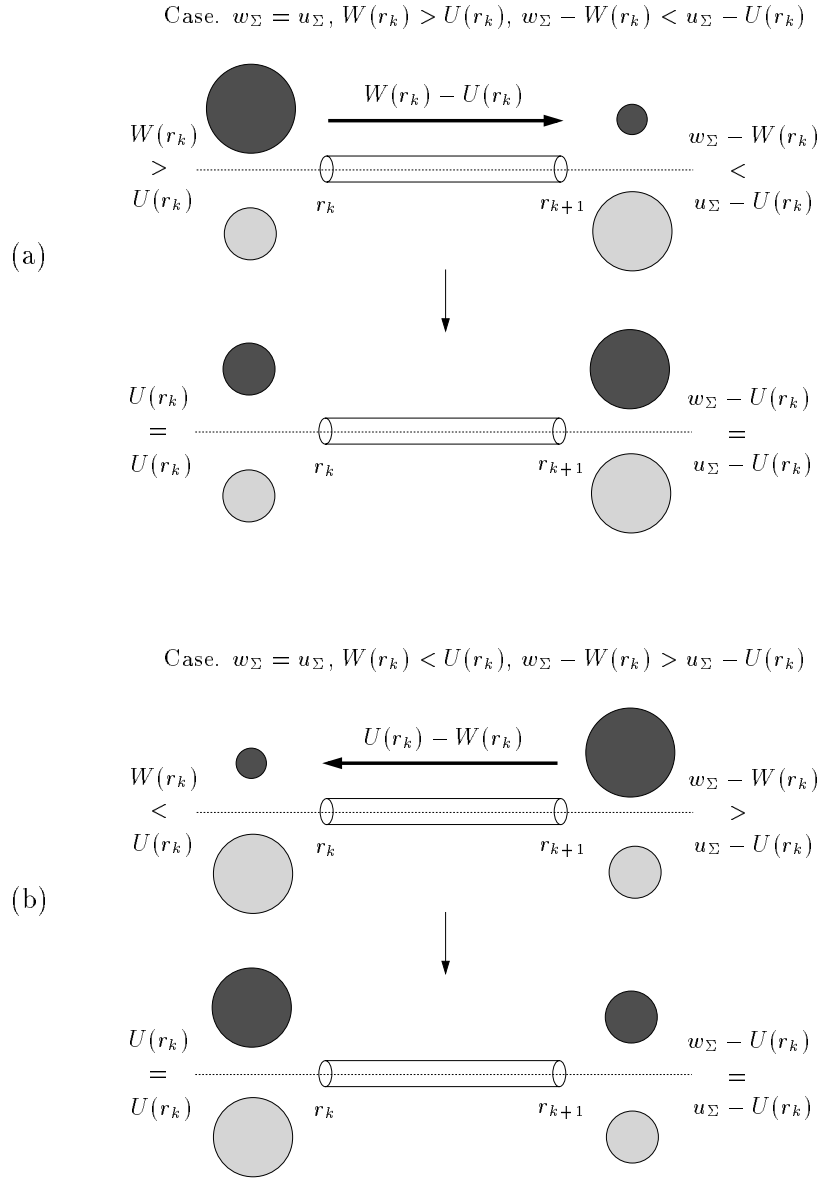 Case. w_Σ = u_Σ, W(r_k) > U(r_k), w_Σ − W(r_k) < u_Σ − U(r_k)
W(r_k) − U(r_k)
W(r_k) w_Σ − W(r_k)
> <
U(r_k) r_k r_{k+1} u_Σ − U(r_k)
(a)
U(r_k) w_Σ − U(r_k)
= =
U(r_k) r_k r_{k+1} u_Σ − U(r_k)
Case. w_Σ = u_Σ, W(r_k) < U(r_k), w_Σ − W(r_k) > u_Σ − U(r_k)
U(r_k) − W(r_k)
W(r_k) w_Σ − W(r_k)
< >
U(r_k) r_k r_{k+1} u_Σ − U(r_k)
(b)
U(r_k) w_Σ − U(r_k)
= =
U(r_k) r_k r_{k+1} u_Σ − U(r_k)